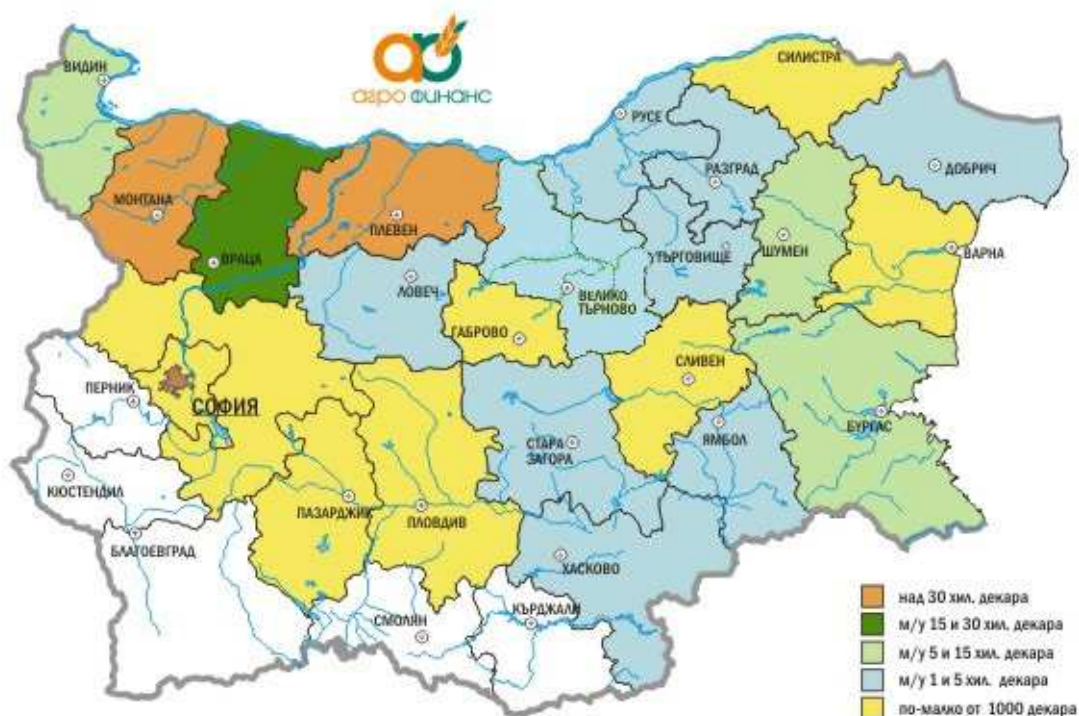 агро финанс
ВИДИН
СИЛИСТРА
РУСЕ
ДОБРИЧ
РАЗГРАД
МОНТАНА
ПЛЕВЕН
ШУМЕН
ВАРНА
ВРАЦА
ТЪРГОВИЩЕ
ЛОВЕЧ
ВЕЛИКО
ТЪРНОВО
ГАБРОВО
СЛИВЕН
ПЕРНИК
СОФИЯ
БУРГАС
СТАРА
ЗАГОРА
ЯМБОЛ
КЮСТЕНДИЛ
ПАЗАРДЖИК
ПЛОВДИВ
БЛАГОЕВГРАД
ХАСКОВО
СМОЛЯН
КЪРДЖАЛИ
над 30 хил. декара
м/у 15 и 30 хил. декара
м/у 5 и 15 хил. декара
м/у 1 и 5 хил. декара
по-малко от 1000 декара